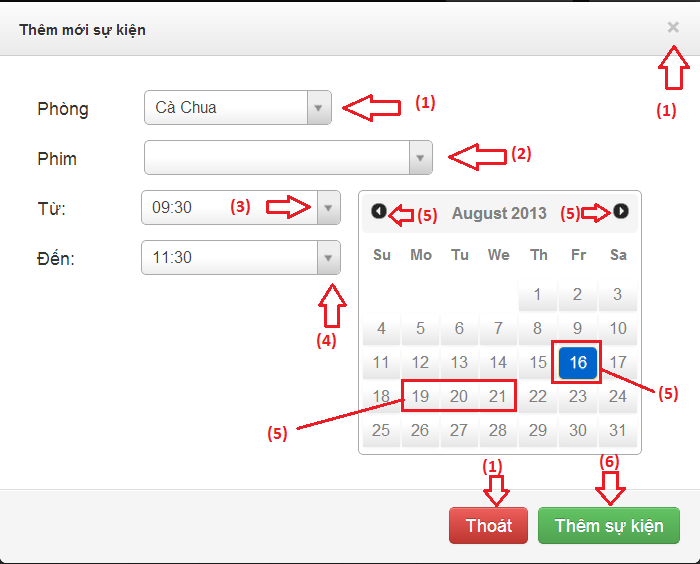 Thêm mới sự kiện
×
(1)
Phòng
Cà Chua
(1)
Phim
(2)
Từ:
09:30
(3)
Đến:
11:30
(4)
(5)
August 2013
(5)
Su Mo Tu We Th Fr Sa
1 2 3
4 5 6 7 8 9 10
11 12 13 14 15 16 17
(5)
18 19 20 21 22 23 24
(5)
25 26 27 28 29 30 31
(1)
(6)
Thoát
Thêm sự kiện